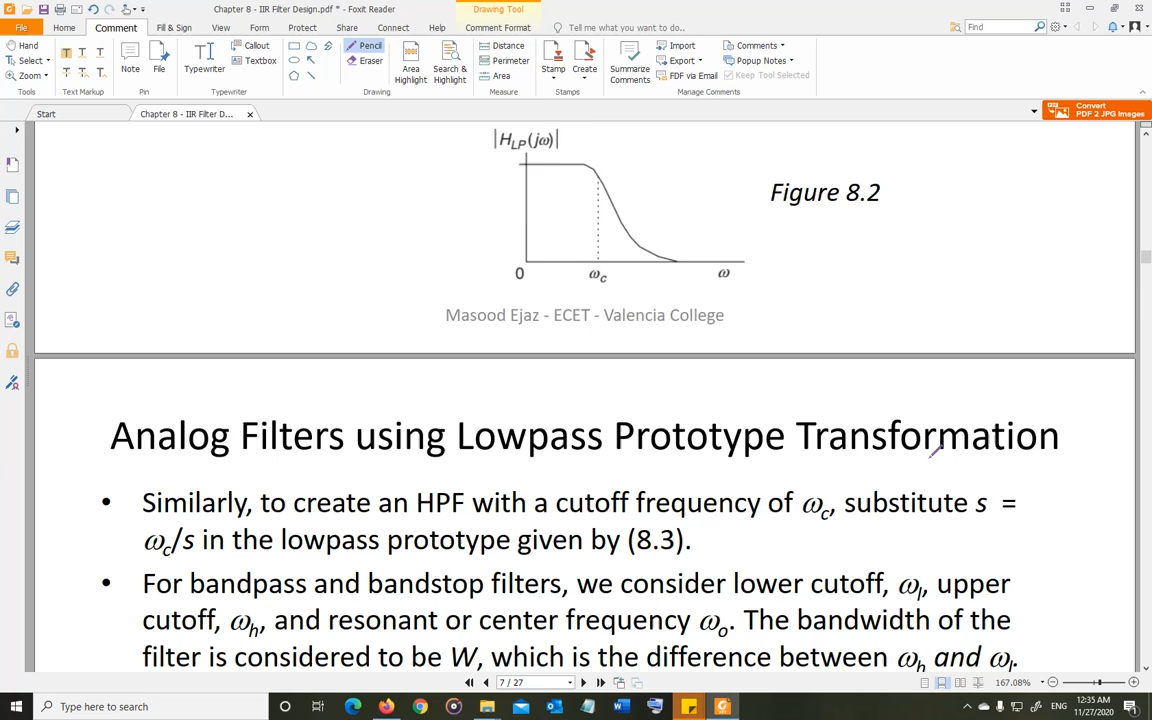 Chapter 8 - IIR Filter Design.pdf * - Foxit Reader
Drawing Tool
File Home Comment Fill & Sign View Form Protect Share Connect Help Comment Format Tell me what you want to do... Find
Hand
Select
Zoom
Tools
T T T
T T T
Text Markup
Note
File
Pin
Typewriter
Callout
Textbox
Typewriter
Pencil
Eraser
Drawing
Area Highlight
Search & Highlight
Distance
Perimeter
Area
Measure
Stamp
Create
Stamps
Summarize Comments
Import
Export
FDF via Email
Comments
Popup Notes
Keep Tool Selected
Manage Comments
Start
Chapter 8 - IIR Filter D...
Convert
PDF 2 JPG Images
|H_LP(jω)|
Figure 8.2
0 ω_c ω
Masood Ejaz - ECET - Valencia College
Analog Filters using Lowpass Prototype Transformation
• Similarly, to create an HPF with a cutoff frequency of ω_c, substitute s =
ω_c/s in the lowpass prototype given by (8.3).
• For bandpass and bandstop filters, we consider lower cutoff, ω_l, upper
cutoff, ω_h, and resonant or center frequency ω_o. The bandwidth of the
filter is considered to be W, which is the difference between ω_h and ω_l.
7 / 27
167.08%
Type here to search
ENG
12:35 AM
11/27/2020